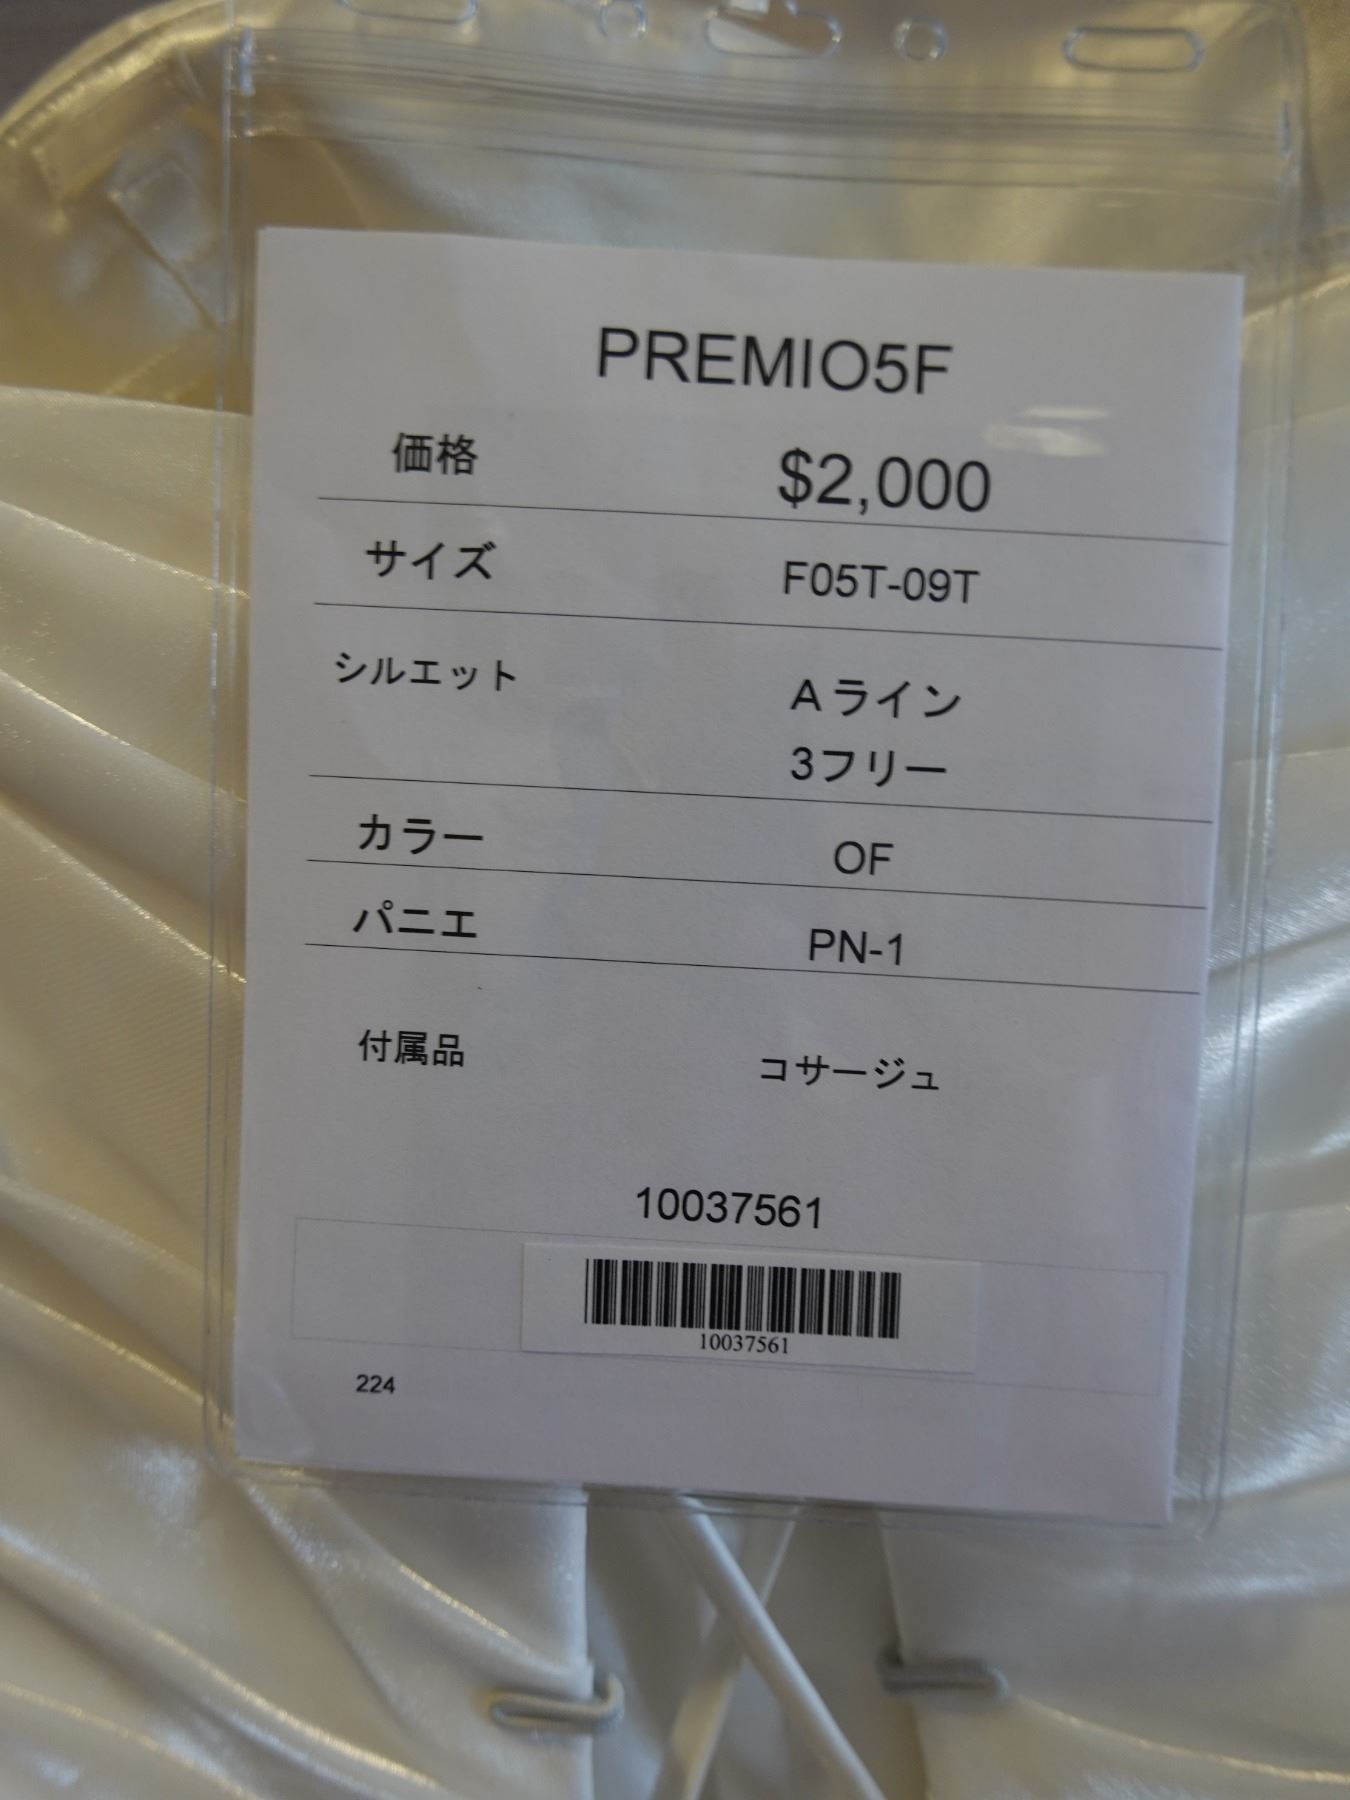 PREMIO5F
価格 $2,000
サイズ F05T-09T
シルエット Aライン
3フリー
カラー OF
パニエ PN-1
付属品 コサージュ
10037561
10037561
224